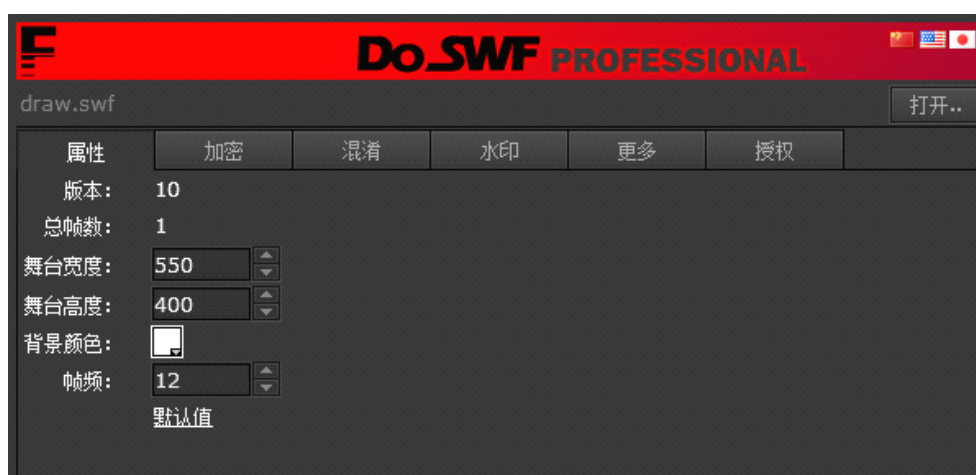 DoSWF PROFESSIONAL
draw.swf 打开..
属性 加密 混淆 水印 更多 授权
版本: 10
总帧数: 1
舞台宽度: 550
舞台高度: 400
背景颜色:
帧频: 12
默认值